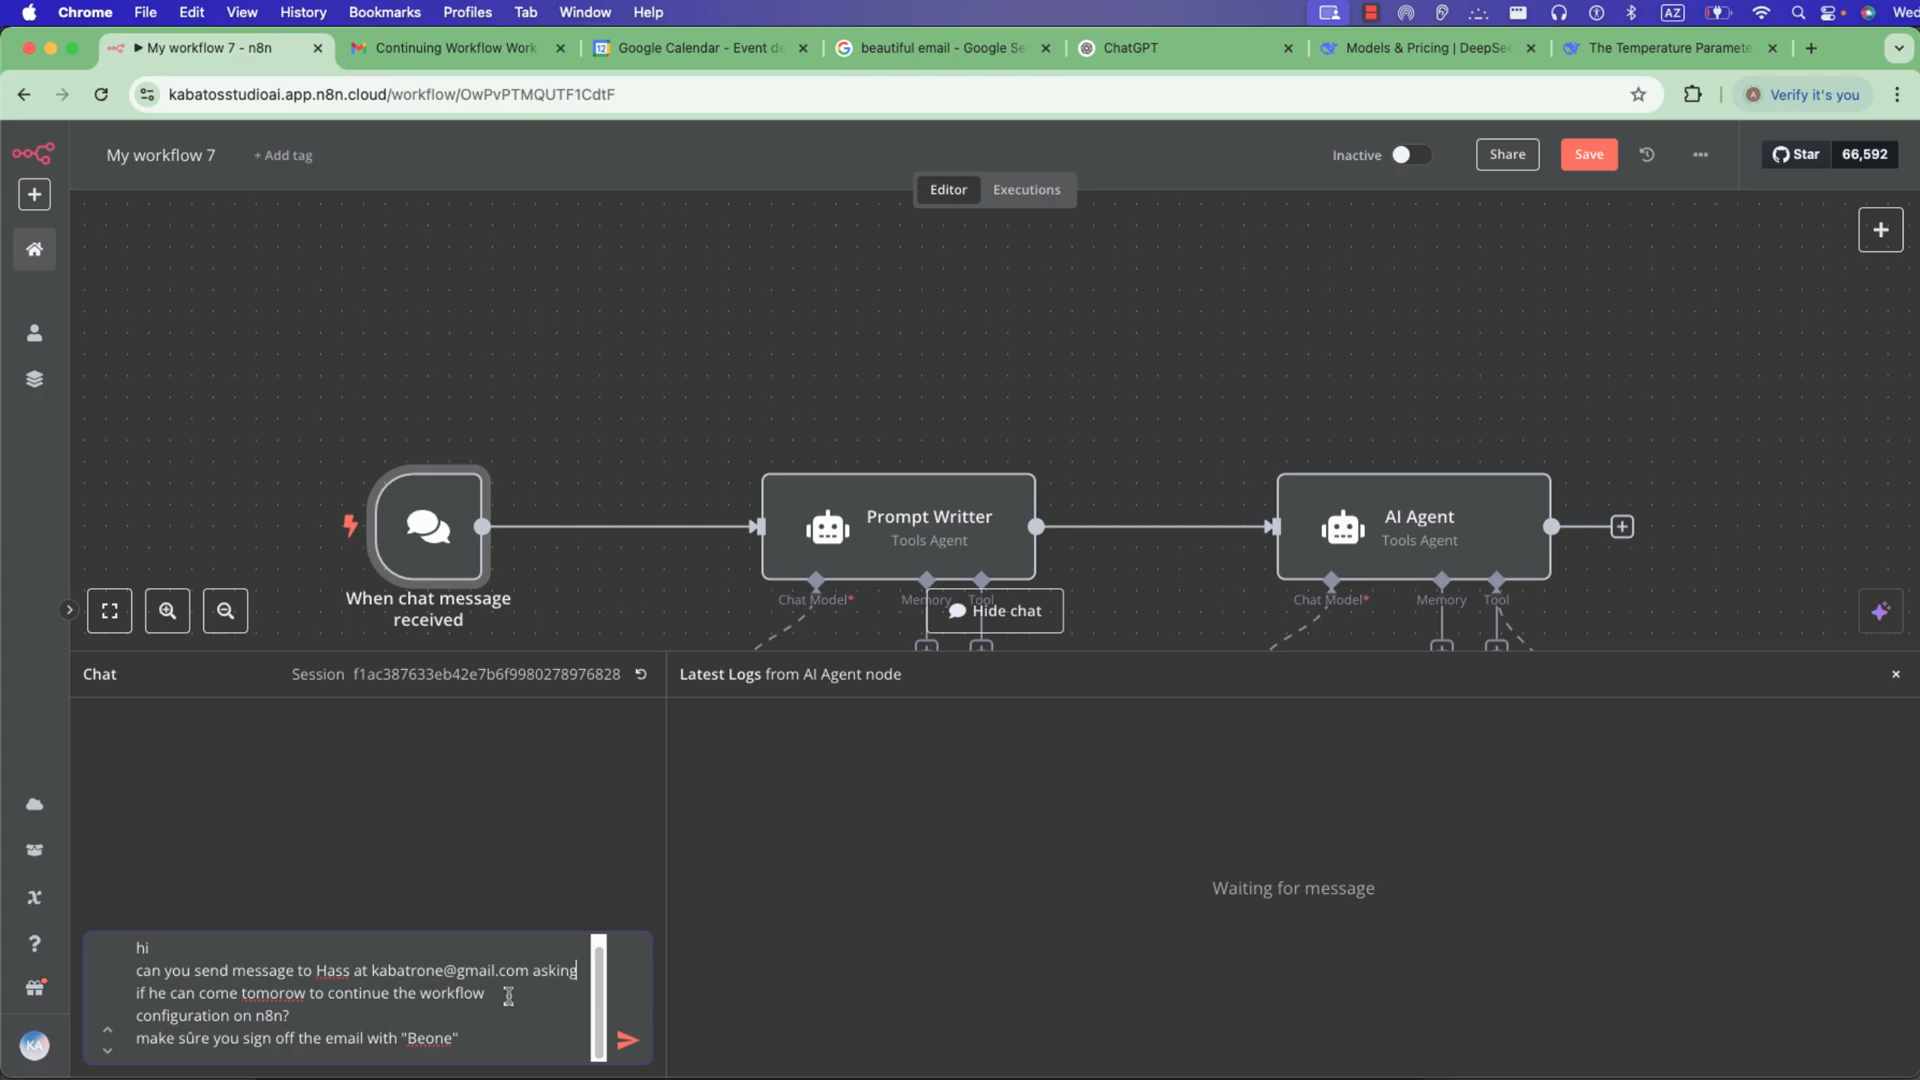 Chrome File Edit View History Bookmarks Profiles Tab Window Help AZ Wed
My workflow 7 - n8n Continuing Workflow Work Google Calendar - Event de beautiful email - Google Se ChatGPT Models & Pricing | DeepSee The Temperature Paramete
kabatosstudioai.app.n8n.cloud/workflow/OwPvPTMQUTF1CdtF Verify it's you
My workflow 7 + Add tag Inactive Share Save Star 66,592
Editor Executions
Prompt Writter
Tools Agent
AI Agent
Tools Agent
When chat message
received
Chat Model* Memory Tool
Chat Model* Memory Tool
Hide chat
Chat Session f1ac387633eb42e7b6f9980278976828
Latest Logs from AI Agent node
Waiting for message
hi
can you send message to Hass at kabatrone@gmail.com asking
if he can come tomorow to continue the workflow
configuration on n8n?
make sûre you sign off the email with "Beone"
KA